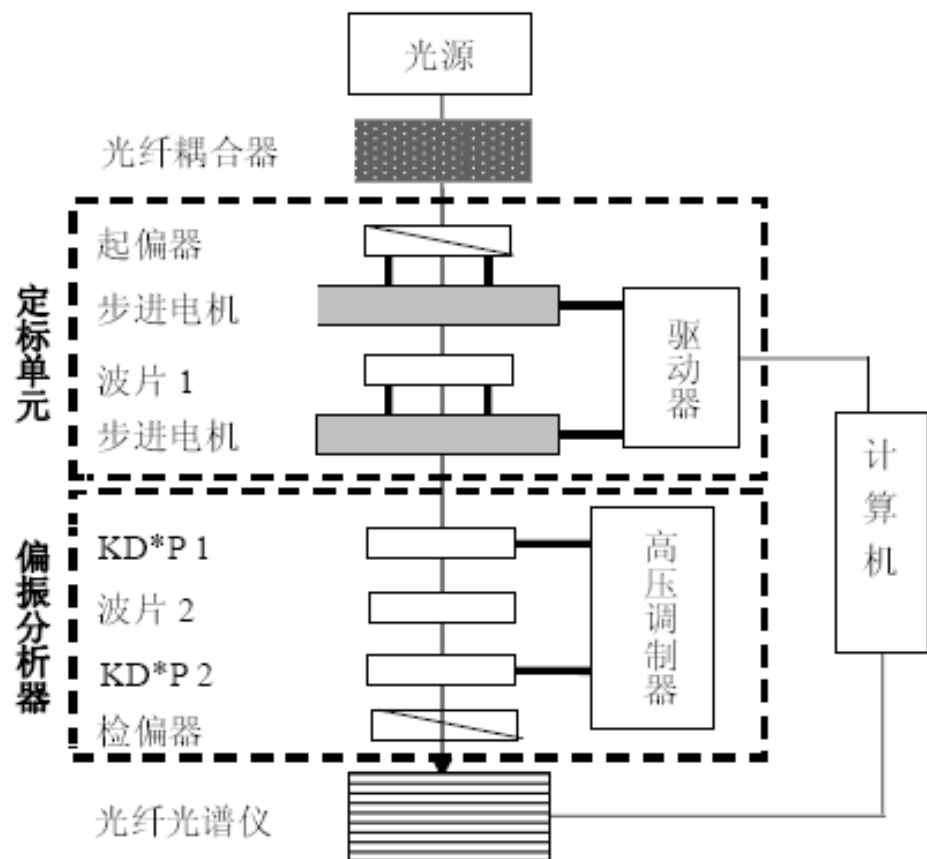 光源
光纤耦合器
起偏器
步进电机
驱动器
波片 1
步进电机
定标单元
计算机
KD*P 1
高压调制器
波片 2
KD*P 2
检偏器
偏振分析器
光纤光谱仪